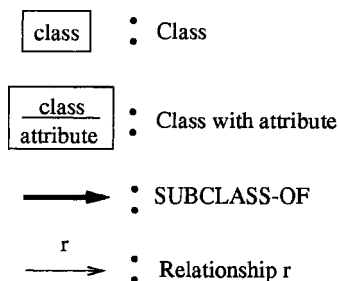 class : Class
class
attribute : Class with attribute
: SUBCLASS-OF
r
: Relationship r